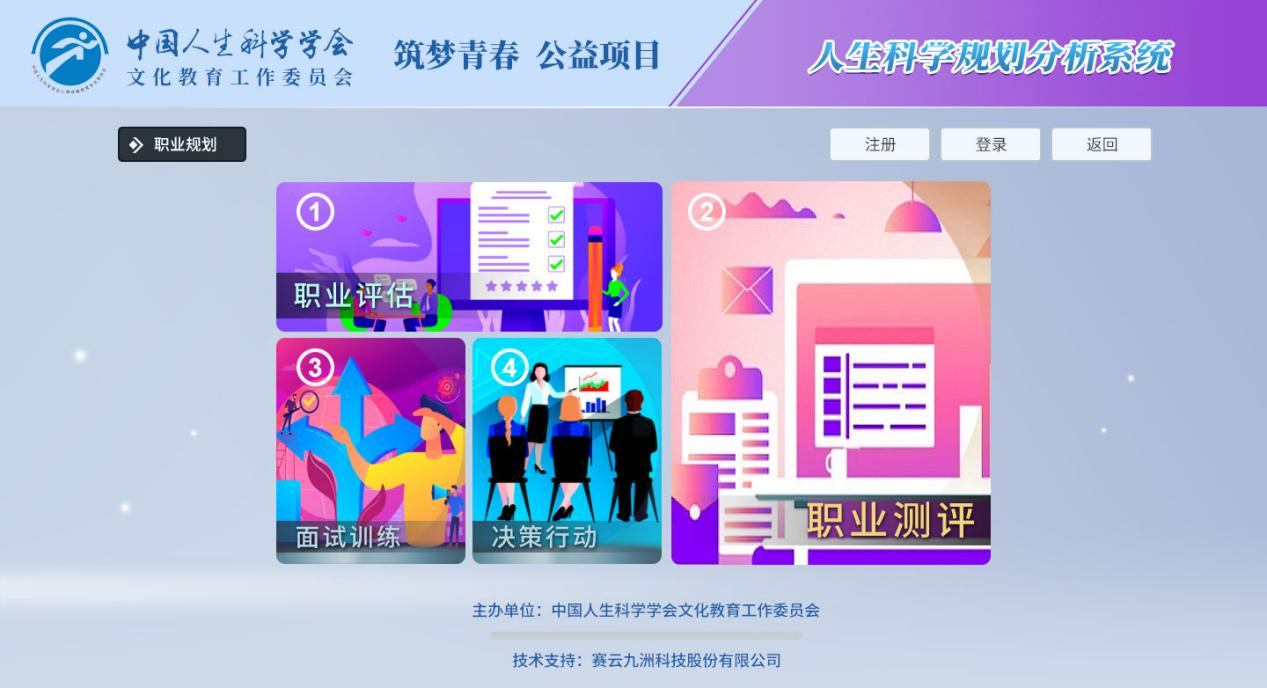 中国人生科学学会
文化教育工作委员会
筑梦青春 公益项目
人生科学规划分析系统
职业规划
注册
登录
返回
1
职业评估
2
职业测评
3
面试训练
4
决策行动
主办单位：中国人生科学学会文化教育工作委员会
技术支持：赛云九洲科技股份有限公司